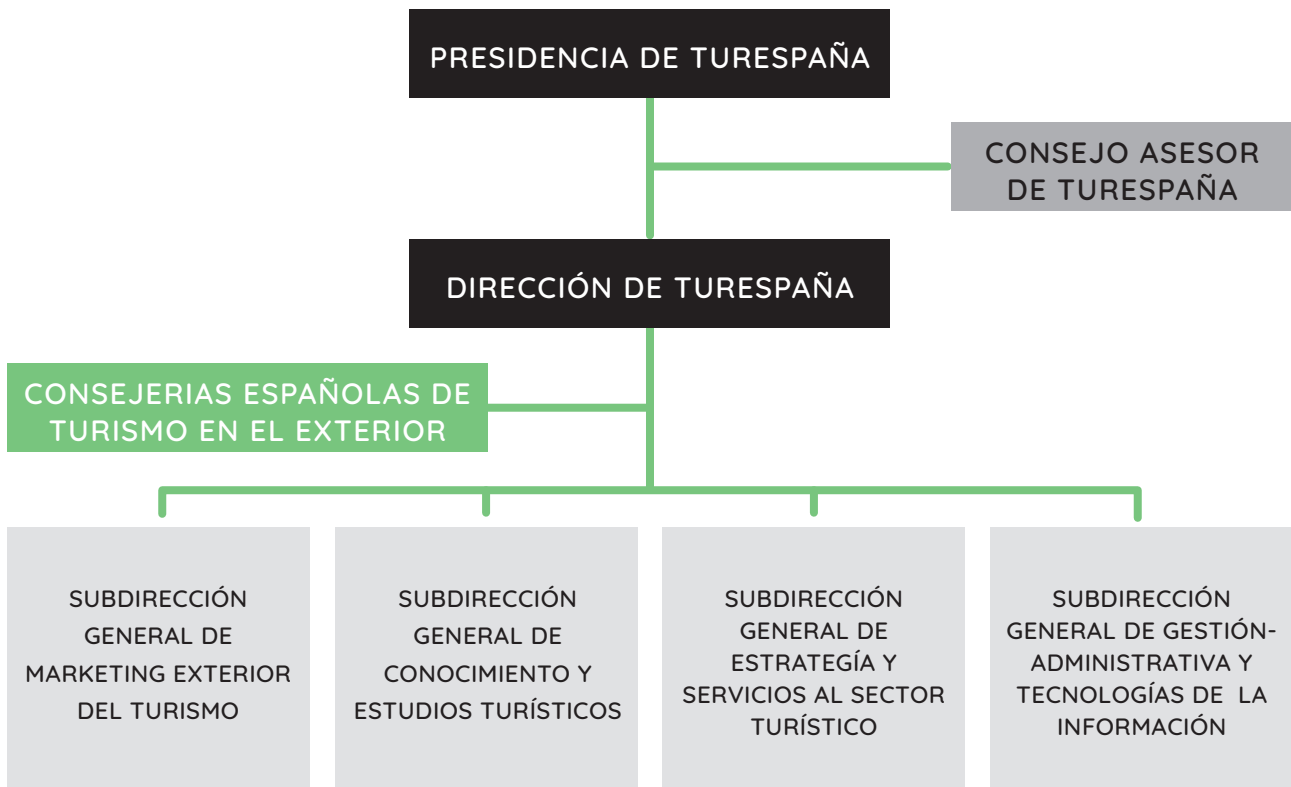 PRESIDENCIA DE TURESPAÑA
CONSEJO ASESOR
DE TURESPAÑA
DIRECCIÓN DE TURESPAÑA
CONSEJERIAS ESPAÑOLAS DE
TURISMO EN EL EXTERIOR
SUBDIRECCIÓN
GENERAL DE
MARKETING EXTERIOR
DEL TURISMO
SUBDIRECCIÓN
GENERAL DE
CONOCIMIENTO Y
ESTUDIOS TURÍSTICOS
SUBDIRECCIÓN
GENERAL DE
ESTRATEGÍA Y
SERVICIOS AL SECTOR
TURÍSTICO
SUBDIRECCIÓN
GENERAL DE GESTIÓN-
ADMINISTRATIVA Y
TECNOLOGÍAS DE LA
INFORMACIÓN